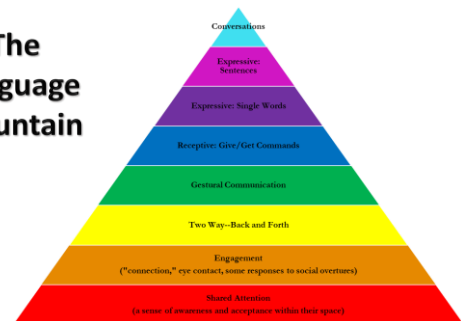 The
guage
untain
Conversations
Expressive:
Sentences
Expressive: Single Words
Receptive: Give/Get Commands
Gestural Communication
Two Way--Back and Forth
Engagement
("connection," eye contact, some responses to social overtures)
Shared Attention
(a sense of awareness and acceptance within their space)